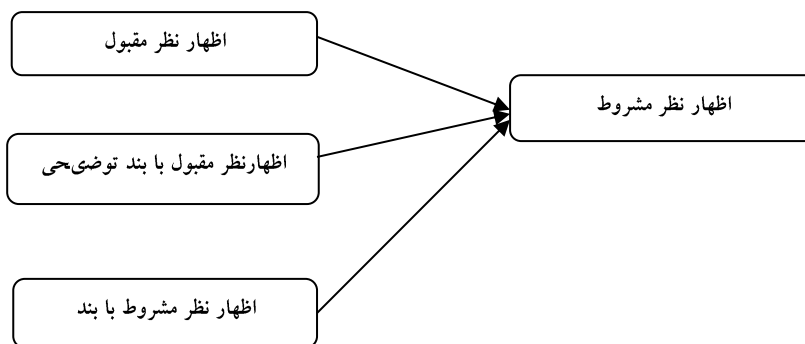 اظهار نظر مقبول
اظهار نظر مشروط
اظهارنظر مقبول با بند توضیحی
اظهار نظر مشروط با بند